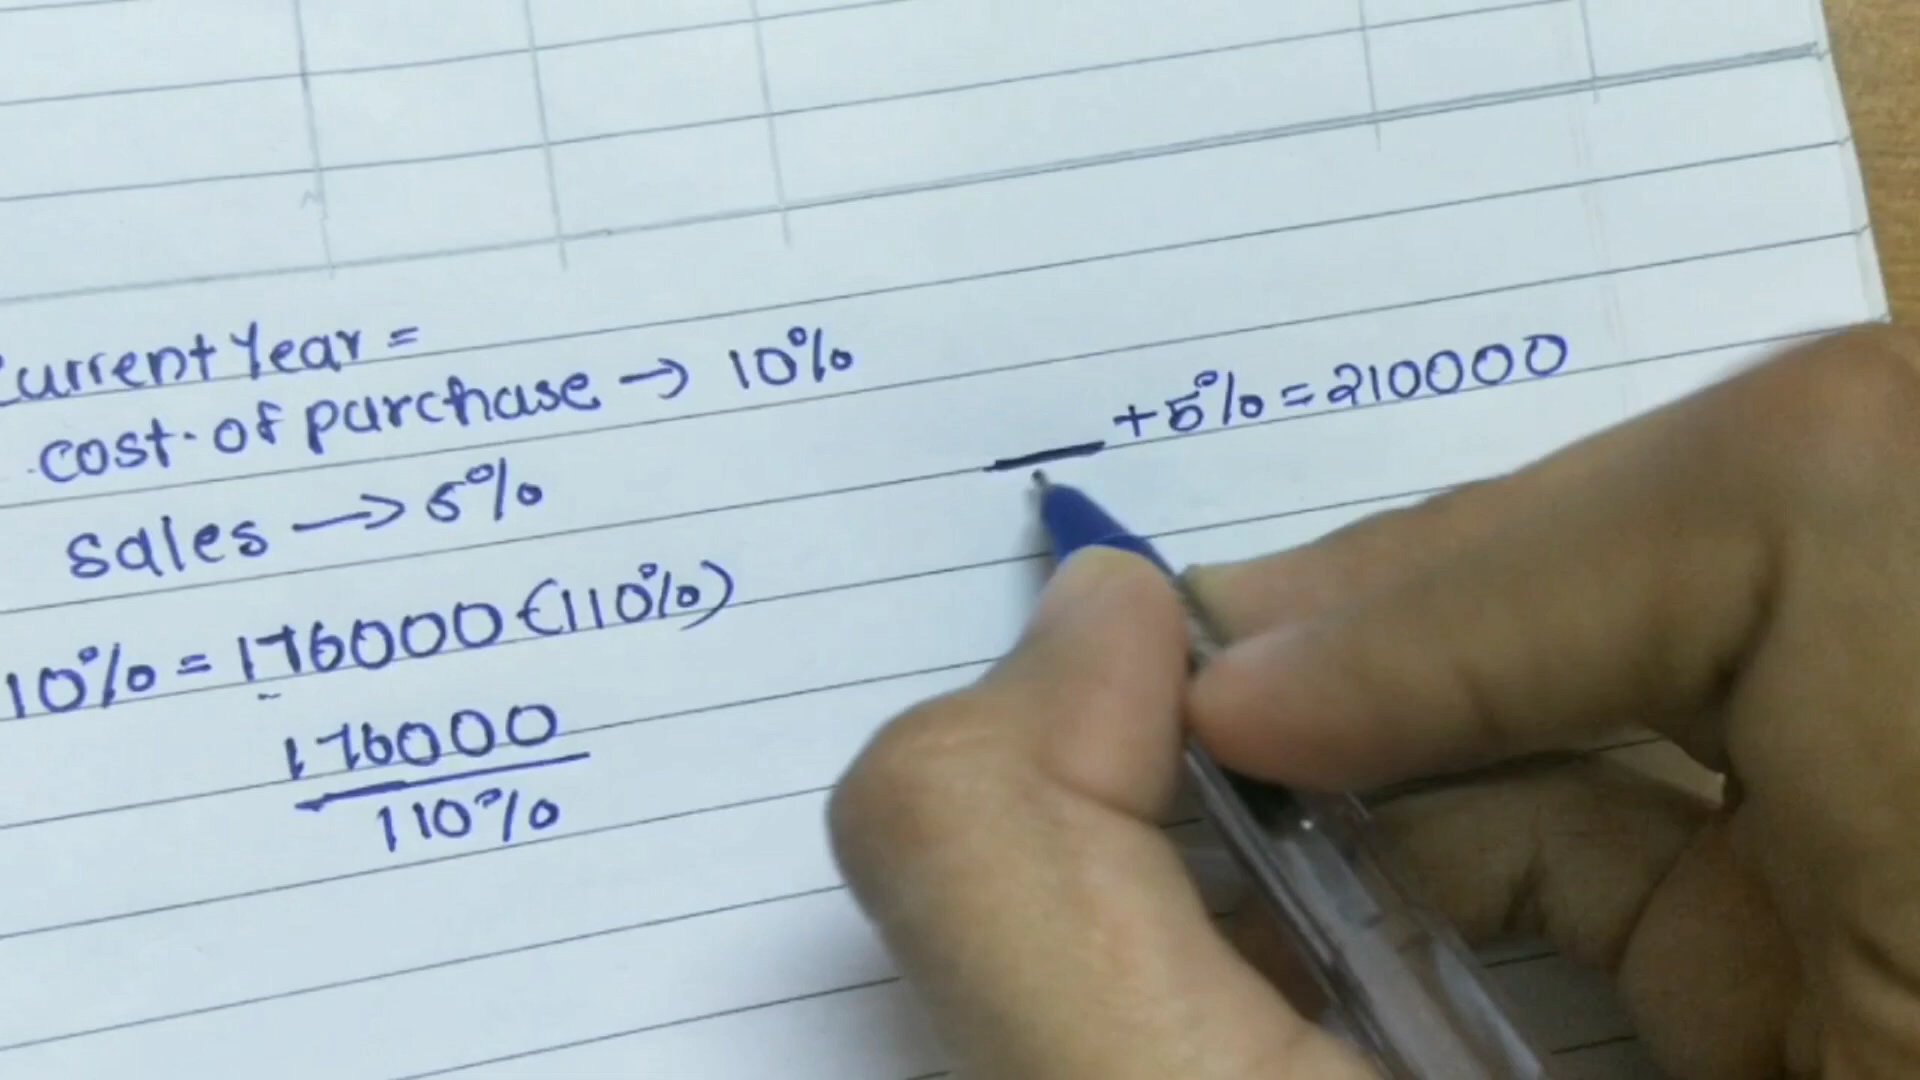 Current Year =
cost of purchase → 10%
sales → 5%
10% = 176000 (110%)
176000
110%
+ 5% = 210000